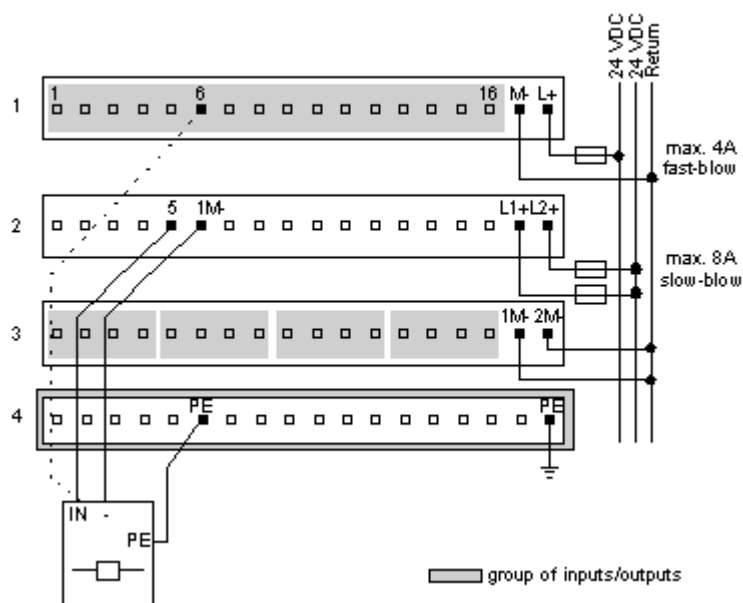 24 VDC
24 VDC
Return
1
1 6 16 M- L+
max. 4A
fast-blow
2
5 1M- L1+ L2+
max. 8A
slow-blow
3
1M- 2M-
4
PE PE
IN -
PE
group of inputs/outputs